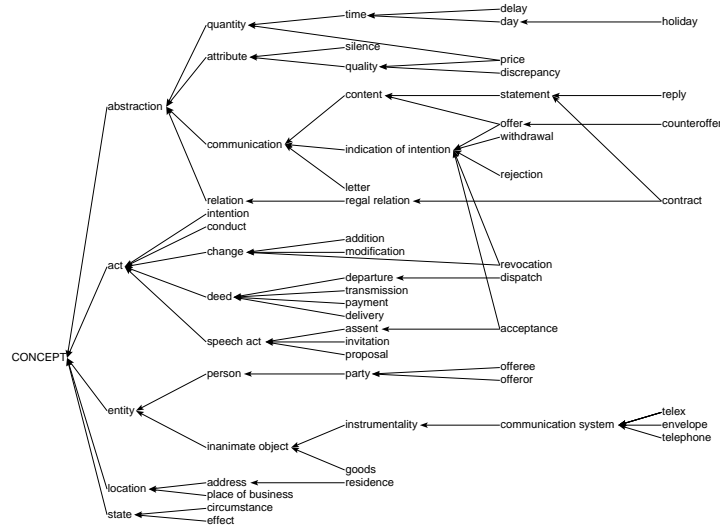 delay
time
day
holiday
quantity
silence
attribute
price
quality
discrepancy
content
statement
reply
abstraction
offer
counteroffer
withdrawal
communication
indication of intention
rejection
letter
relation
regal relation
contract
intention
conduct
addition
change
modification
act
revocation
departure
dispatch
transmission
deed
payment
delivery
assent
acceptance
speech act
invitation
proposal
CONCEPT
offeree
person
party
offeror
entity
telex
instrumentality
communication system
envelope
telephone
inanimate object
goods
address
residence
location
place of business
circumstance
state
effect